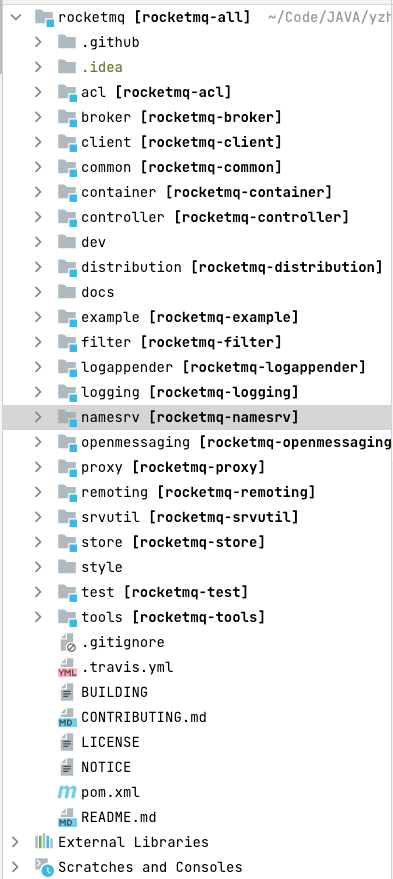 rocketmq [rocketmq-all] ~/Code/JAVA/yzh
.github
.idea
acl [rocketmq-acl]
broker [rocketmq-broker]
client [rocketmq-client]
common [rocketmq-common]
container [rocketmq-container]
controller [rocketmq-controller]
dev
distribution [rocketmq-distribution]
docs
example [rocketmq-example]
filter [rocketmq-filter]
logappender [rocketmq-logappender]
logging [rocketmq-logging]
namesrv [rocketmq-namesrv]
openmessaging [rocketmq-openmessaging
proxy [rocketmq-proxy]
remoting [rocketmq-remoting]
srvutil [rocketmq-srvutil]
store [rocketmq-store]
style
test [rocketmq-test]
tools [rocketmq-tools]
.gitignore
YML .travis.yml
BUILDING
MD CONTRIBUTING.md
LICENSE
NOTICE
m pom.xml
MD README.md
External Libraries
Scratches and Consoles